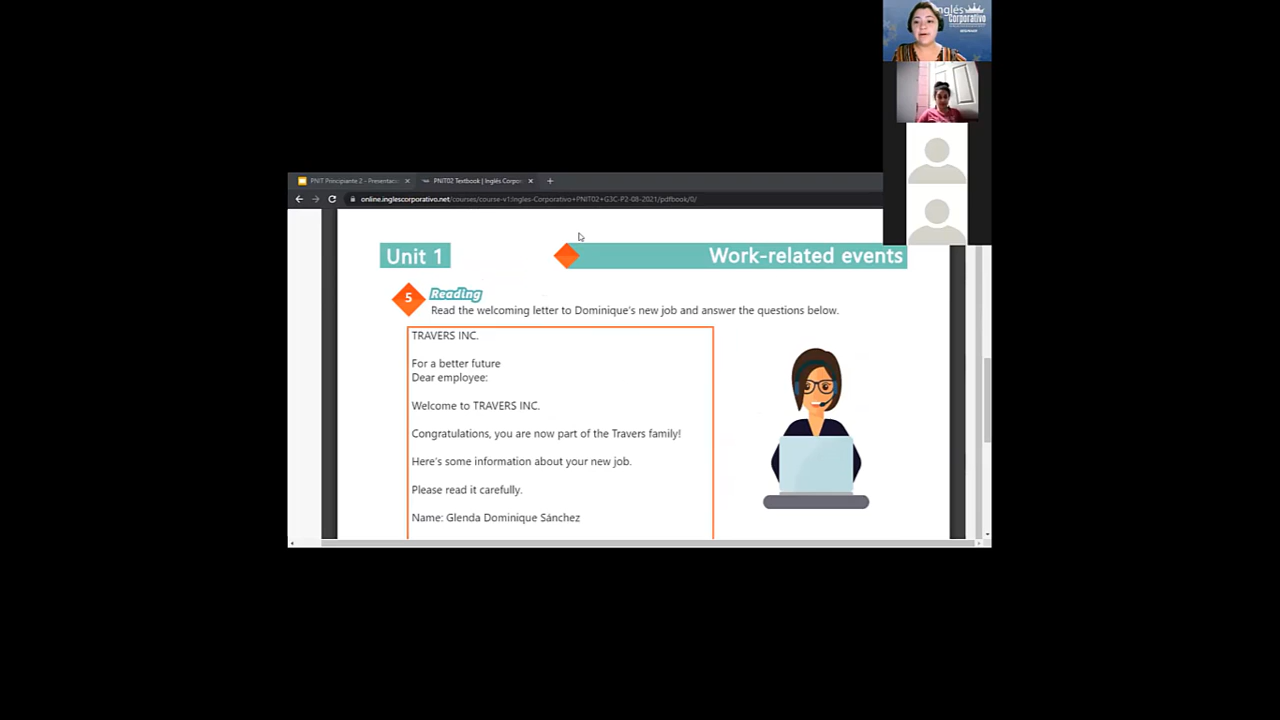 Inglés
Corporativo
PNIT Principiante 2 - Presentac
PNIT02 Textbook | Inglés Corpor
online.inglescorporativo.net/courses/course-v1:Ingles-Corporativo+PNIT02+G3C-P2-08-2021/pdfbook/0/
Unit 1
Work-related events
5
Reading
Read the welcoming letter to Dominique's new job and answer the questions below.
TRAVERS INC.
For a better future
Dear employee:
Welcome to TRAVERS INC.
Congratulations, you are now part of the Travers family!
Here's some information about your new job.
Please read it carefully.
Name: Glenda Dominique Sánchez